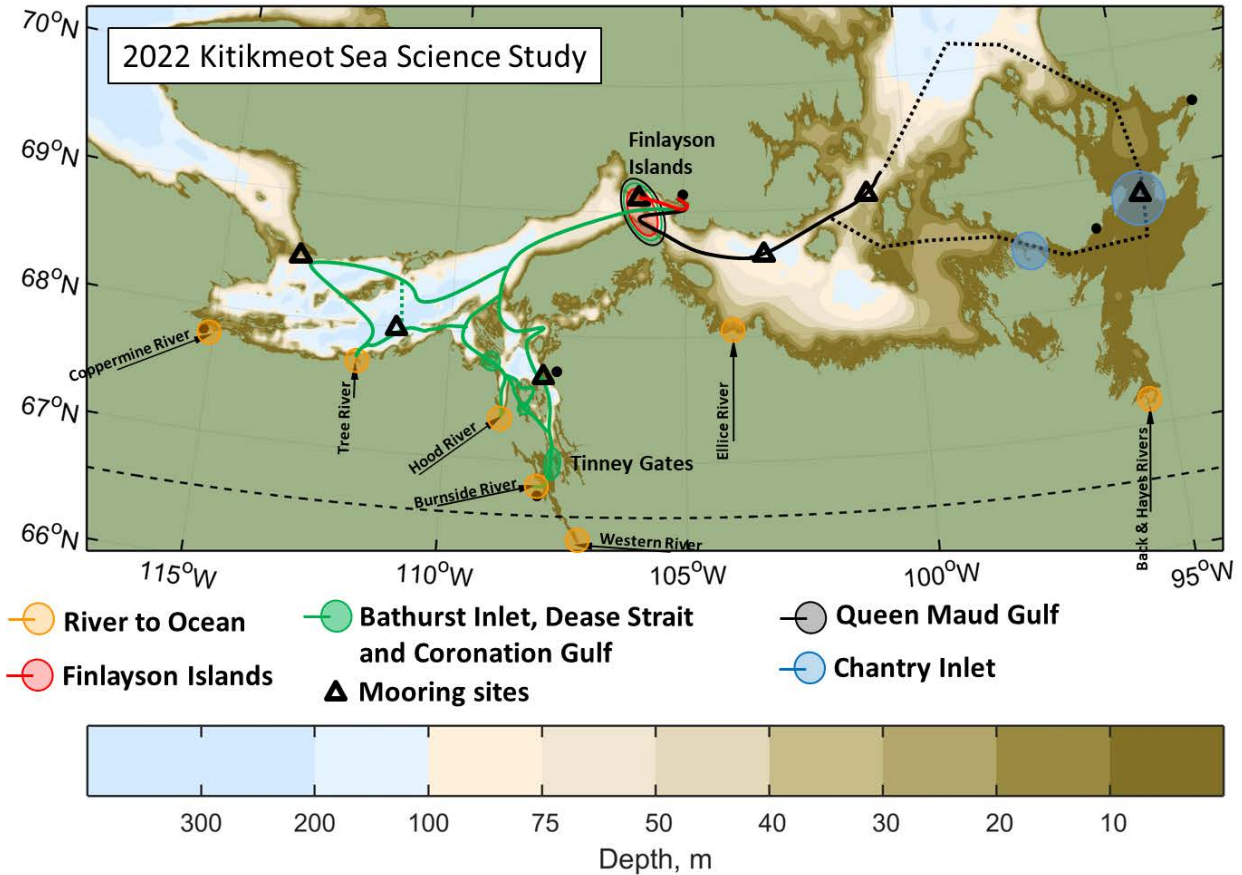 70°N
2022 Kitikmeot Sea Science Study
69°N
Finlayson
Islands
68°N
Coppermine River
67°N
Tree River
Hood River
Ellice River
Back & Hayes Rivers
Tinney Gates
Burnside River
66°N
Western River
115°W
110°W
105°W
100°W
95°W
River to Ocean
Bathurst Inlet, Dease Strait
and Coronation Gulf
Queen Maud Gulf
Finlayson Islands
Mooring sites
Chantry Inlet
300
200
100
75
50
40
30
20
10
Depth, m